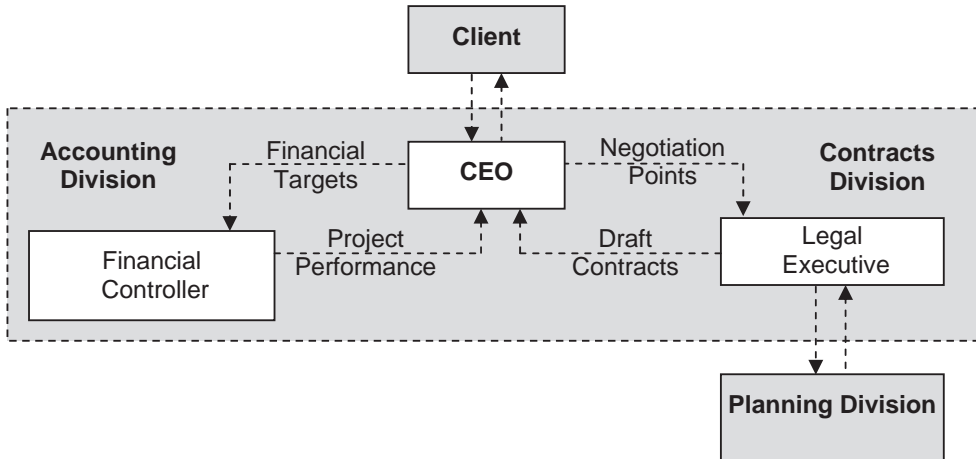 Client
Accounting
Division
Financial
Targets
CEO
Negotiation
Points
Contracts
Division
Financial
Controller
Project
Performance
Draft
Contracts
Legal
Executive
Planning Division